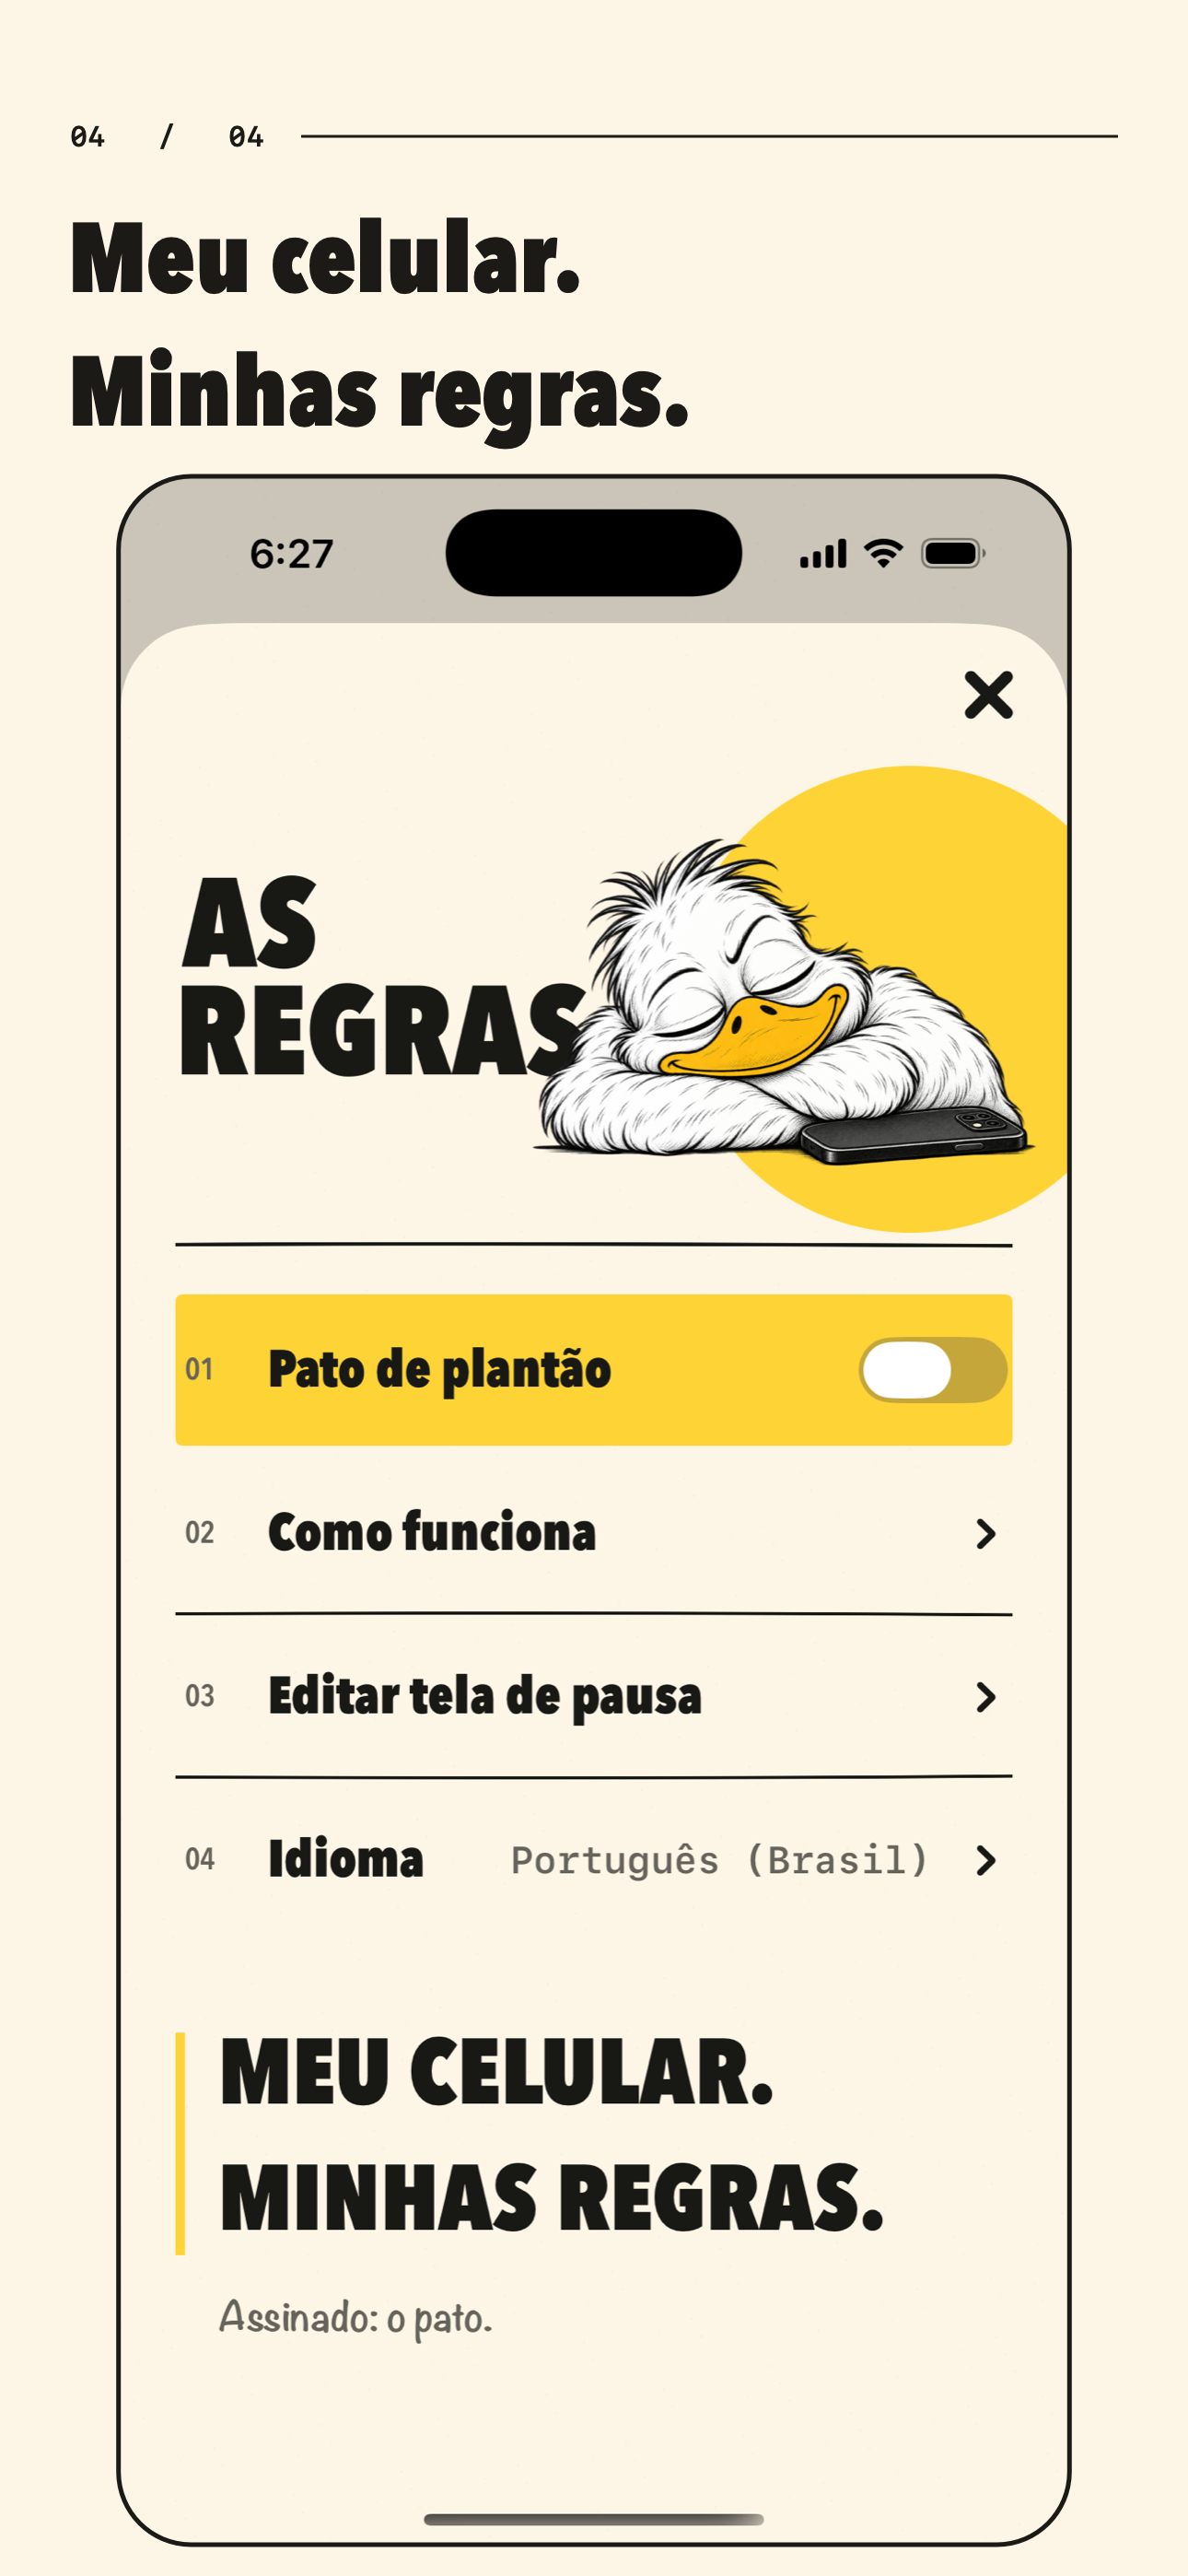 04 / 04
Meu celular.
Minhas regras.
6:27
AS
REGRAS
01 Pato de plantão
02 Como funciona
03 Editar tela de pausa
04 Idioma Português (Brasil)
MEU CELULAR.
MINHAS REGRAS.
Assinado: o pato.